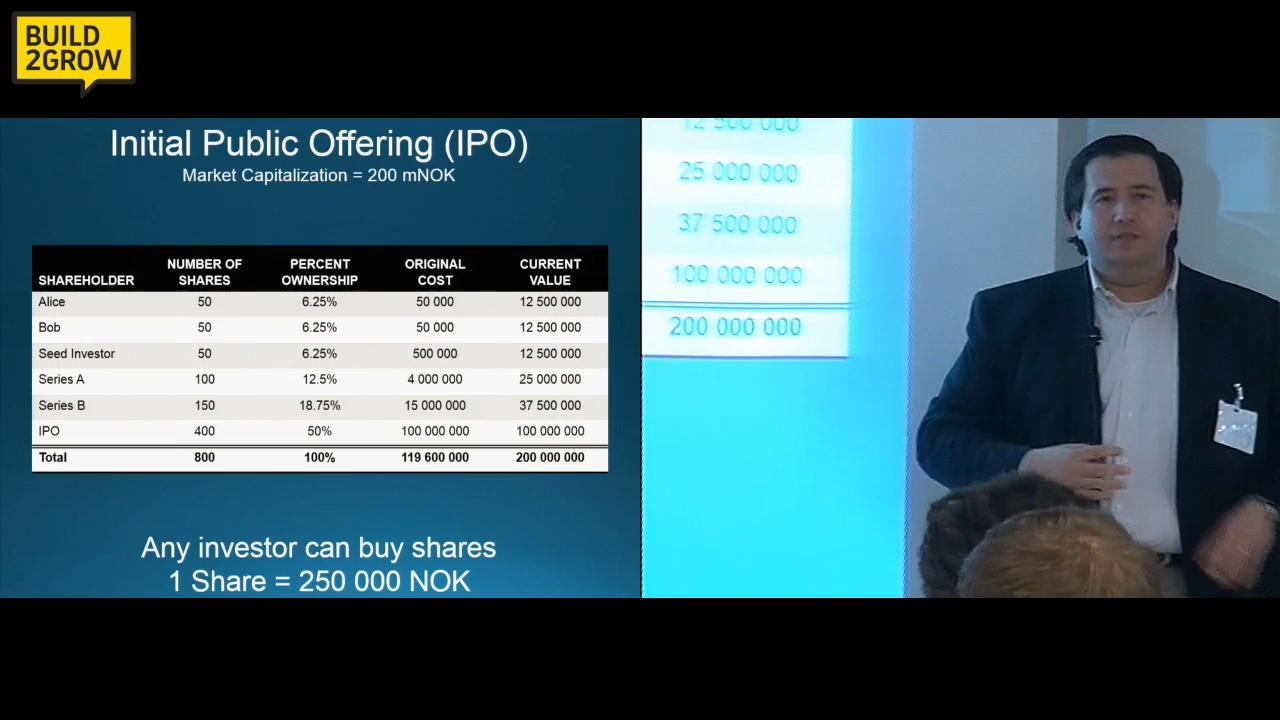 BUILD
2GROW
Initial Public Offering (IPO)
Market Capitalization = 200 mNOK
SHAREHOLDER NUMBER OF SHARES PERCENT OWNERSHIP ORIGINAL COST CURRENT VALUE
Alice 50 6.25% 50 000 12 500 000
Bob 50 6.25% 50 000 12 500 000
Seed Investor 50 6.25% 500 000 12 500 000
Series A 100 12.5% 4 000 000 25 000 000
Series B 150 18.75% 15 000 000 37 500 000
IPO 400 50% 100 000 000 100 000 000
Total 800 100% 119 600 000 200 000 000
Any investor can buy shares
1 Share = 250 000 NOK
12 500 000
25 000 000
37 500 000
100 000 000
200 000 000